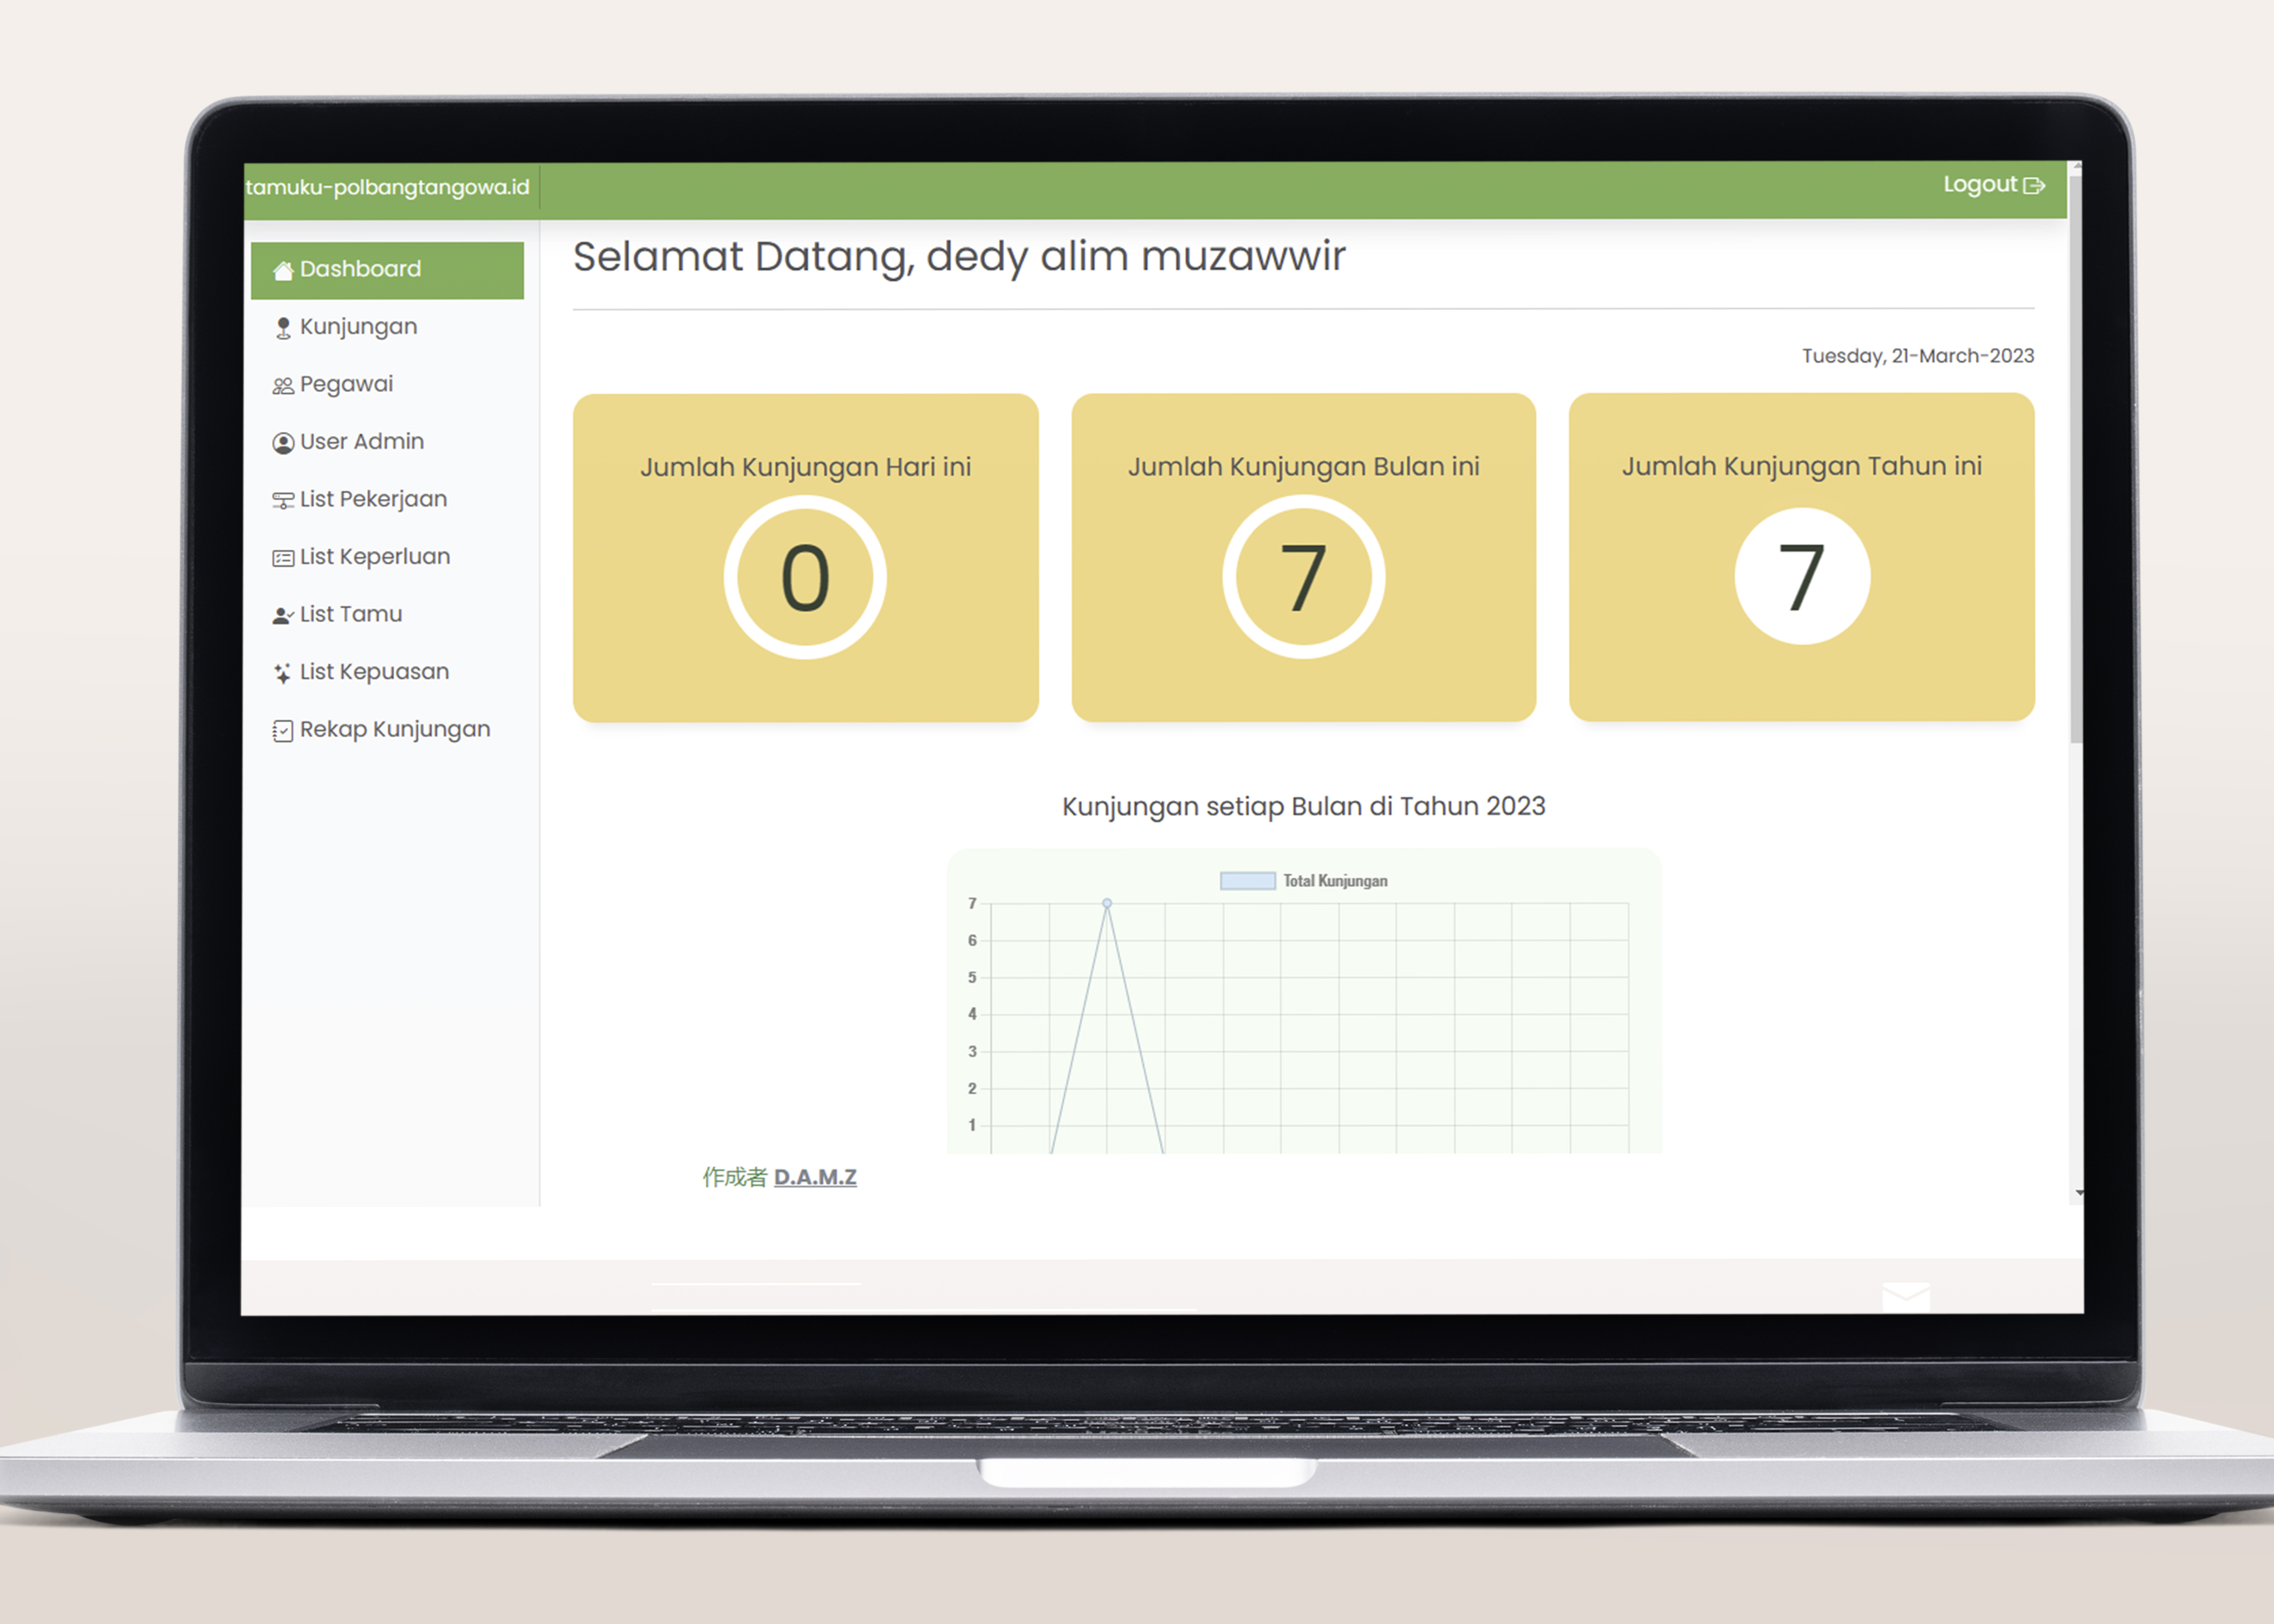 tamuku-polbangtangowa.id
Logout
Dashboard
Kunjungan
Pegawai
User Admin
List Pekerjaan
List Keperluan
List Tamu
List Kepuasan
Rekap Kunjungan
Selamat Datang, dedy alim muzawwir
Tuesday, 21-March-2023
Jumlah Kunjungan Hari ini
0
Jumlah Kunjungan Bulan ini
7
Jumlah Kunjungan Tahun ini
7
Kunjungan setiap Bulan di Tahun 2023
Total Kunjungan
7
6
5
4
3
2
1
作成者 D.A.M.Z